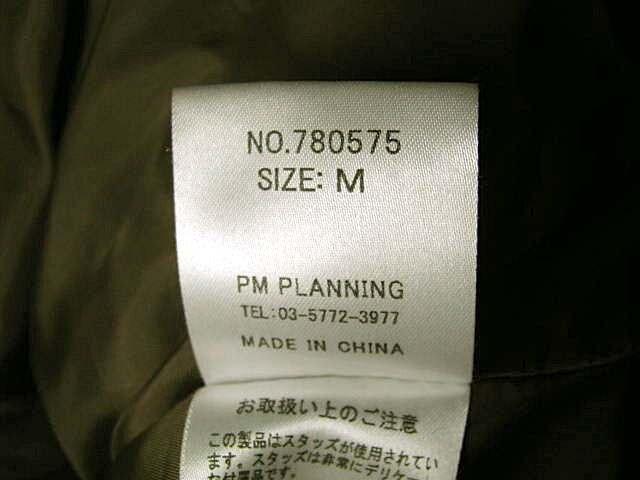 NO.780575
SIZE: M
PM PLANNING
TEL:03-5772-3977
MADE IN CHINA
お取扱い上のご注意
この製品はスタッズが使用されてい
ます。スタッズは非常にデリケー